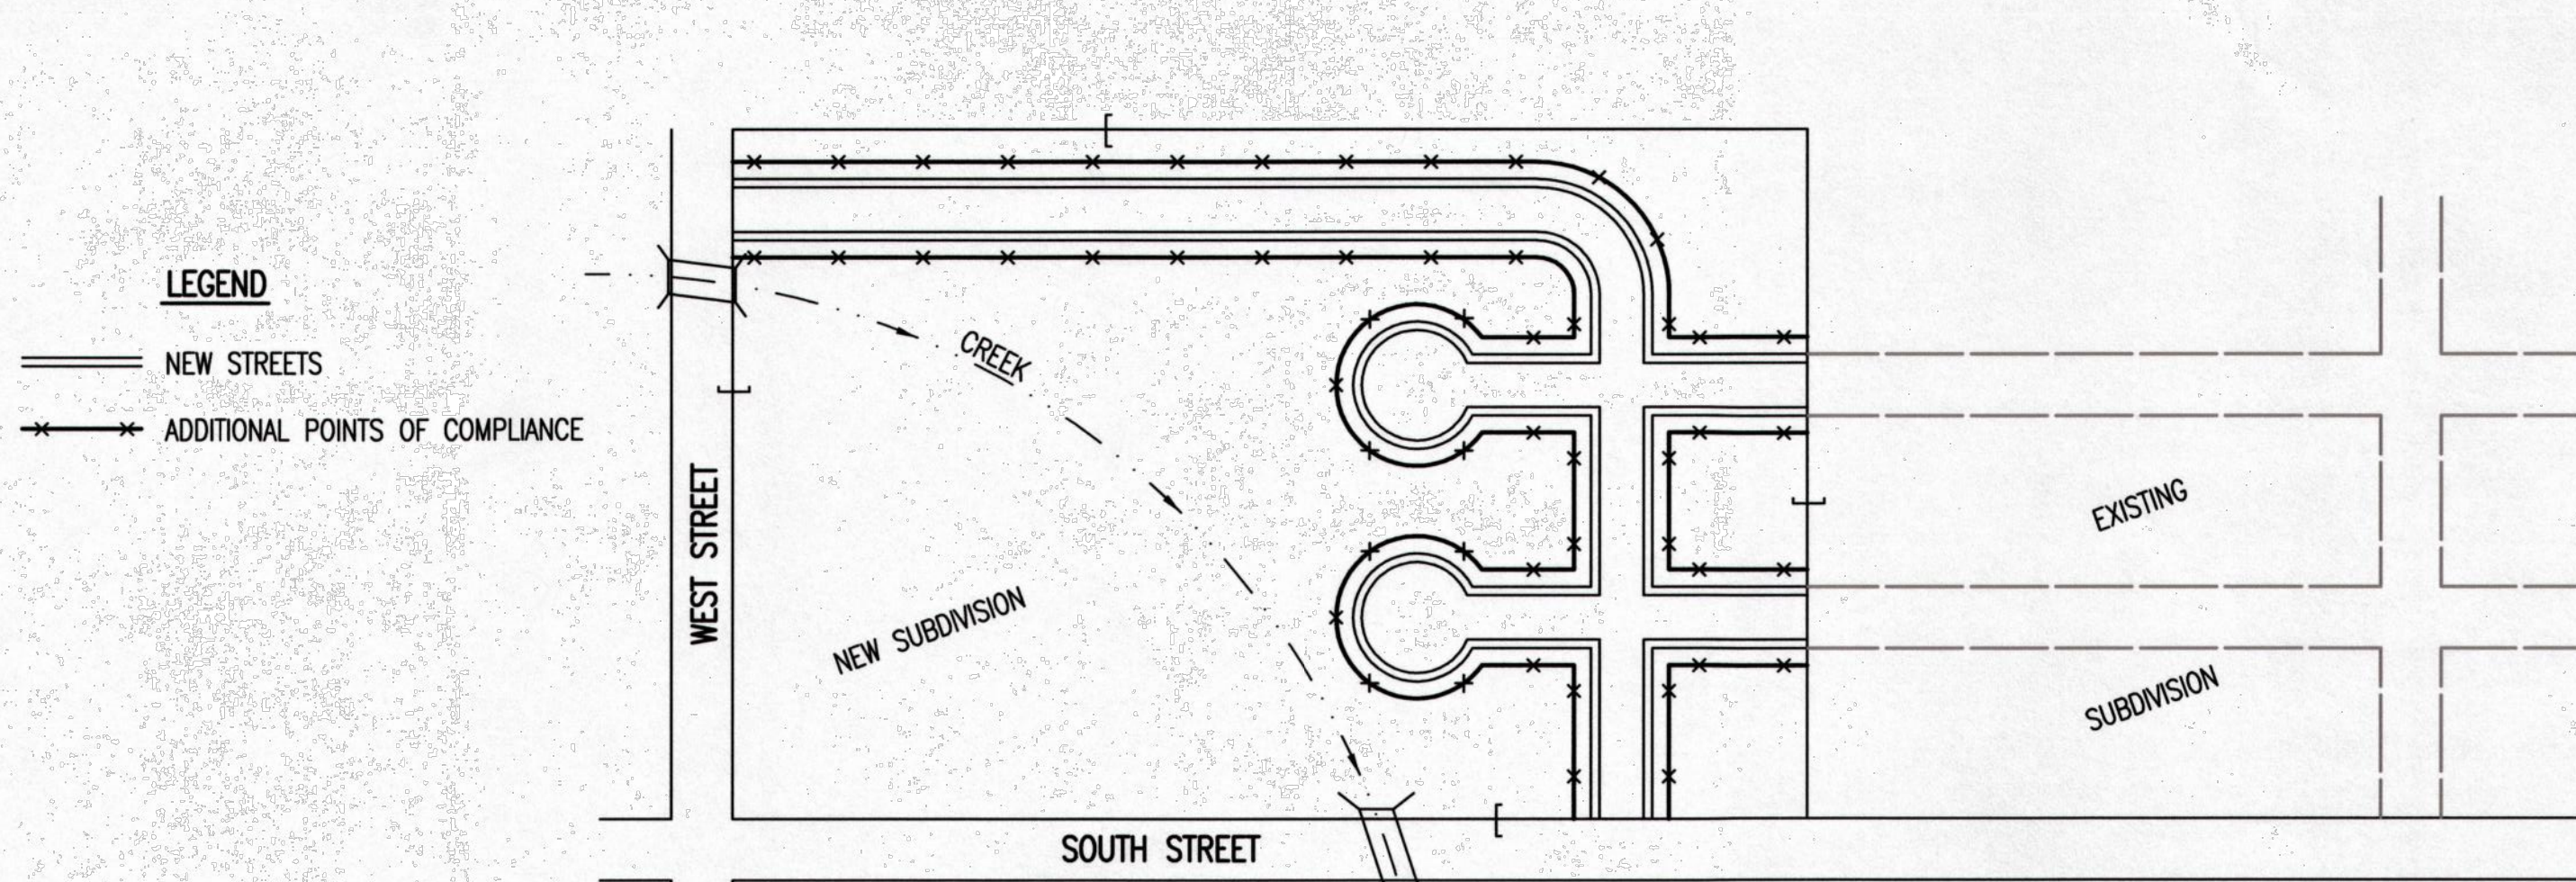 LEGEND
NEW STREETS
ADDITIONAL POINTS OF COMPLIANCE
WEST STREET
CREEK
NEW SUBDIVISION
SOUTH STREET
EXISTING
SUBDIVISION